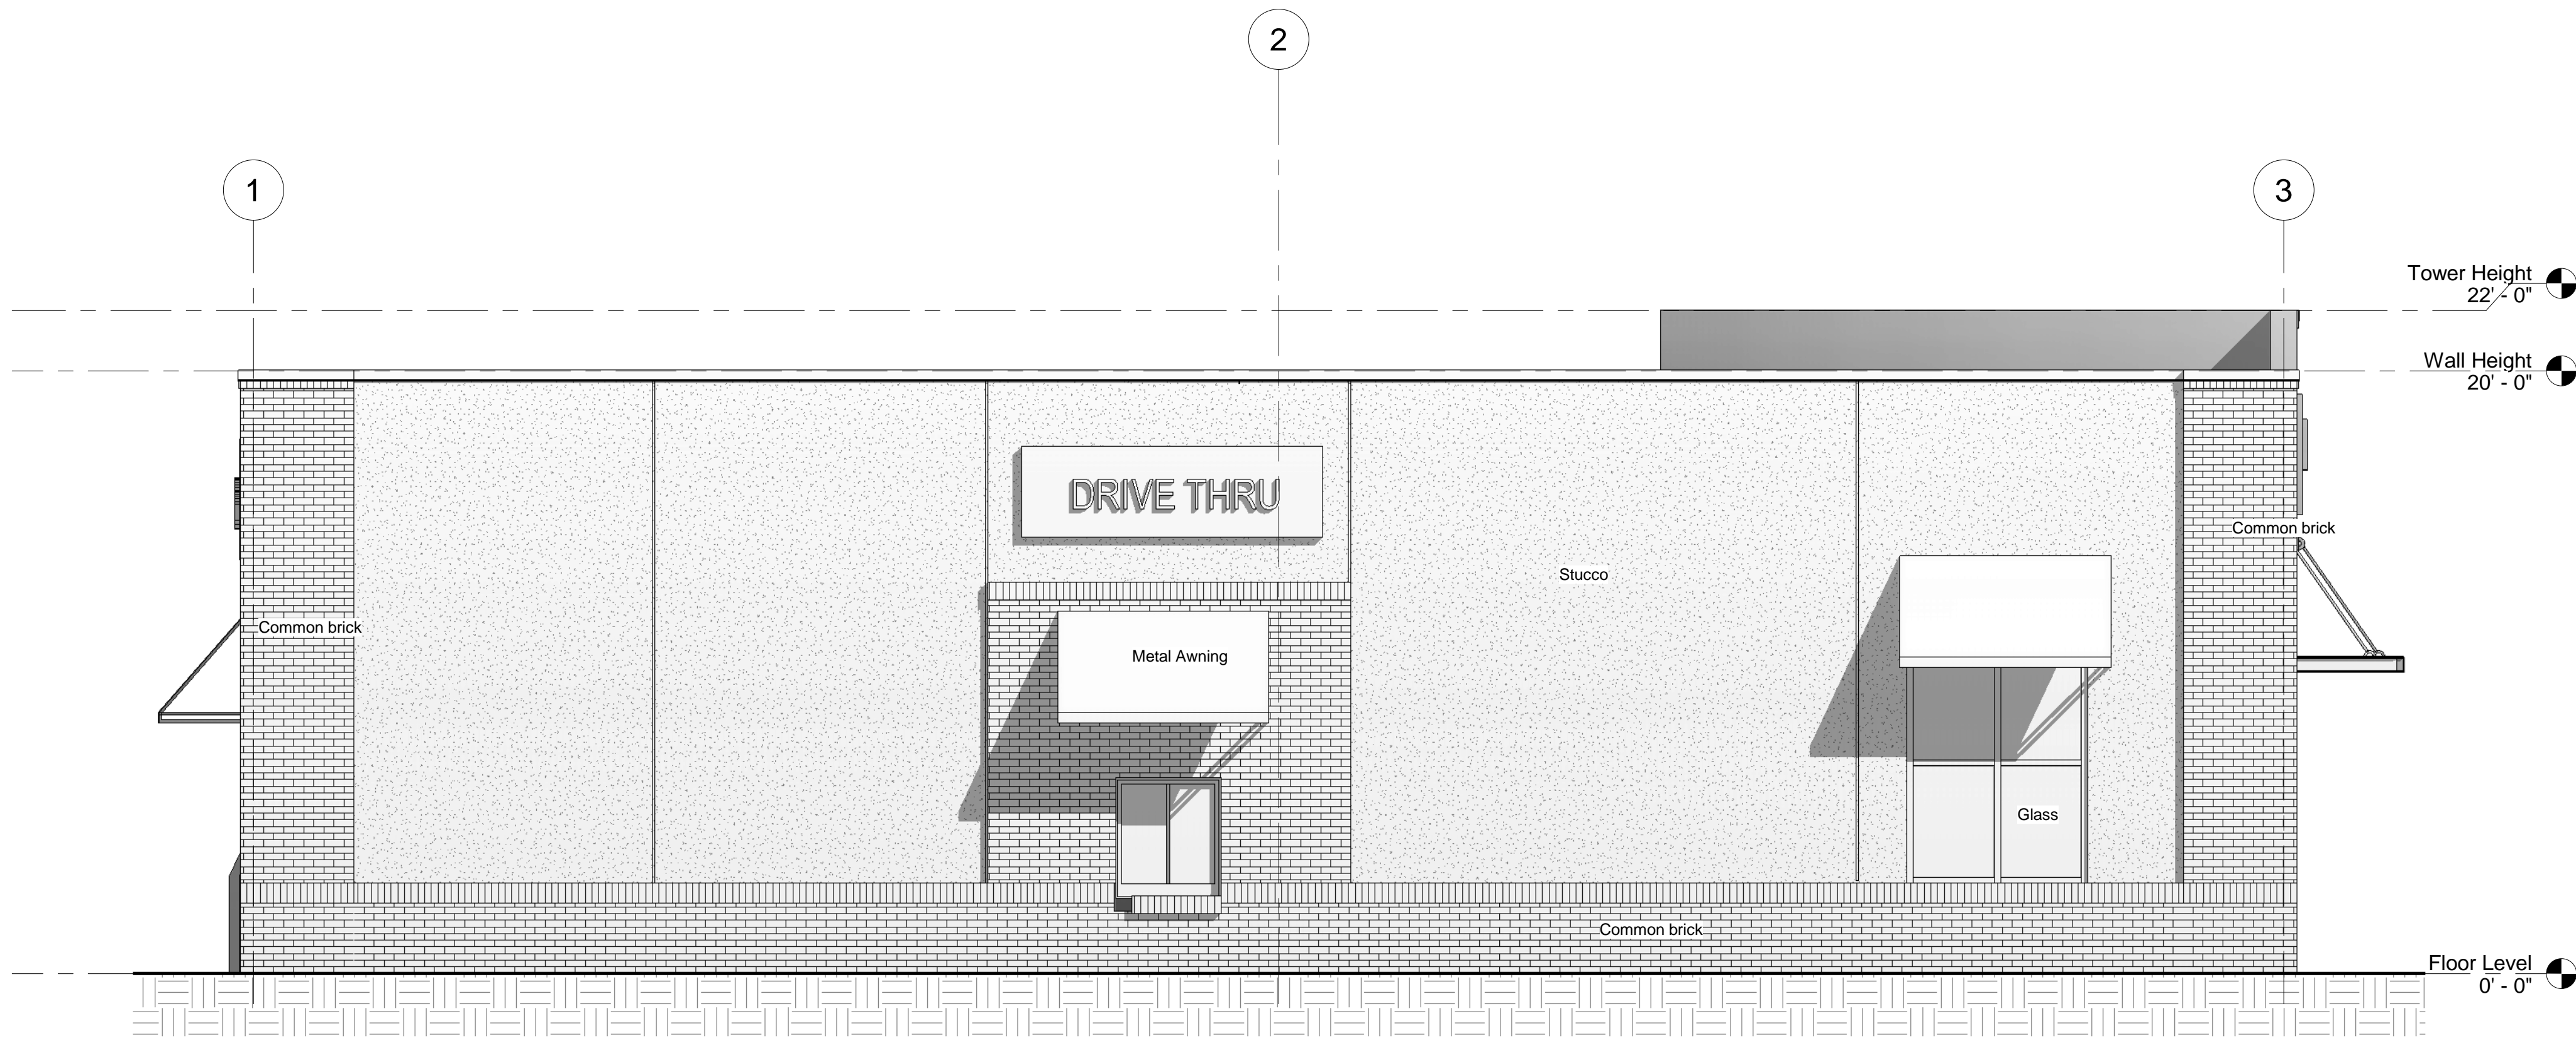 2
1
3
Tower Height
22' - 0"
Wall Height
20' - 0"
DRIVE THRU
Common brick
Stucco
Common brick
Metal Awning
Glass
Common brick
Floor Level
0' - 0"